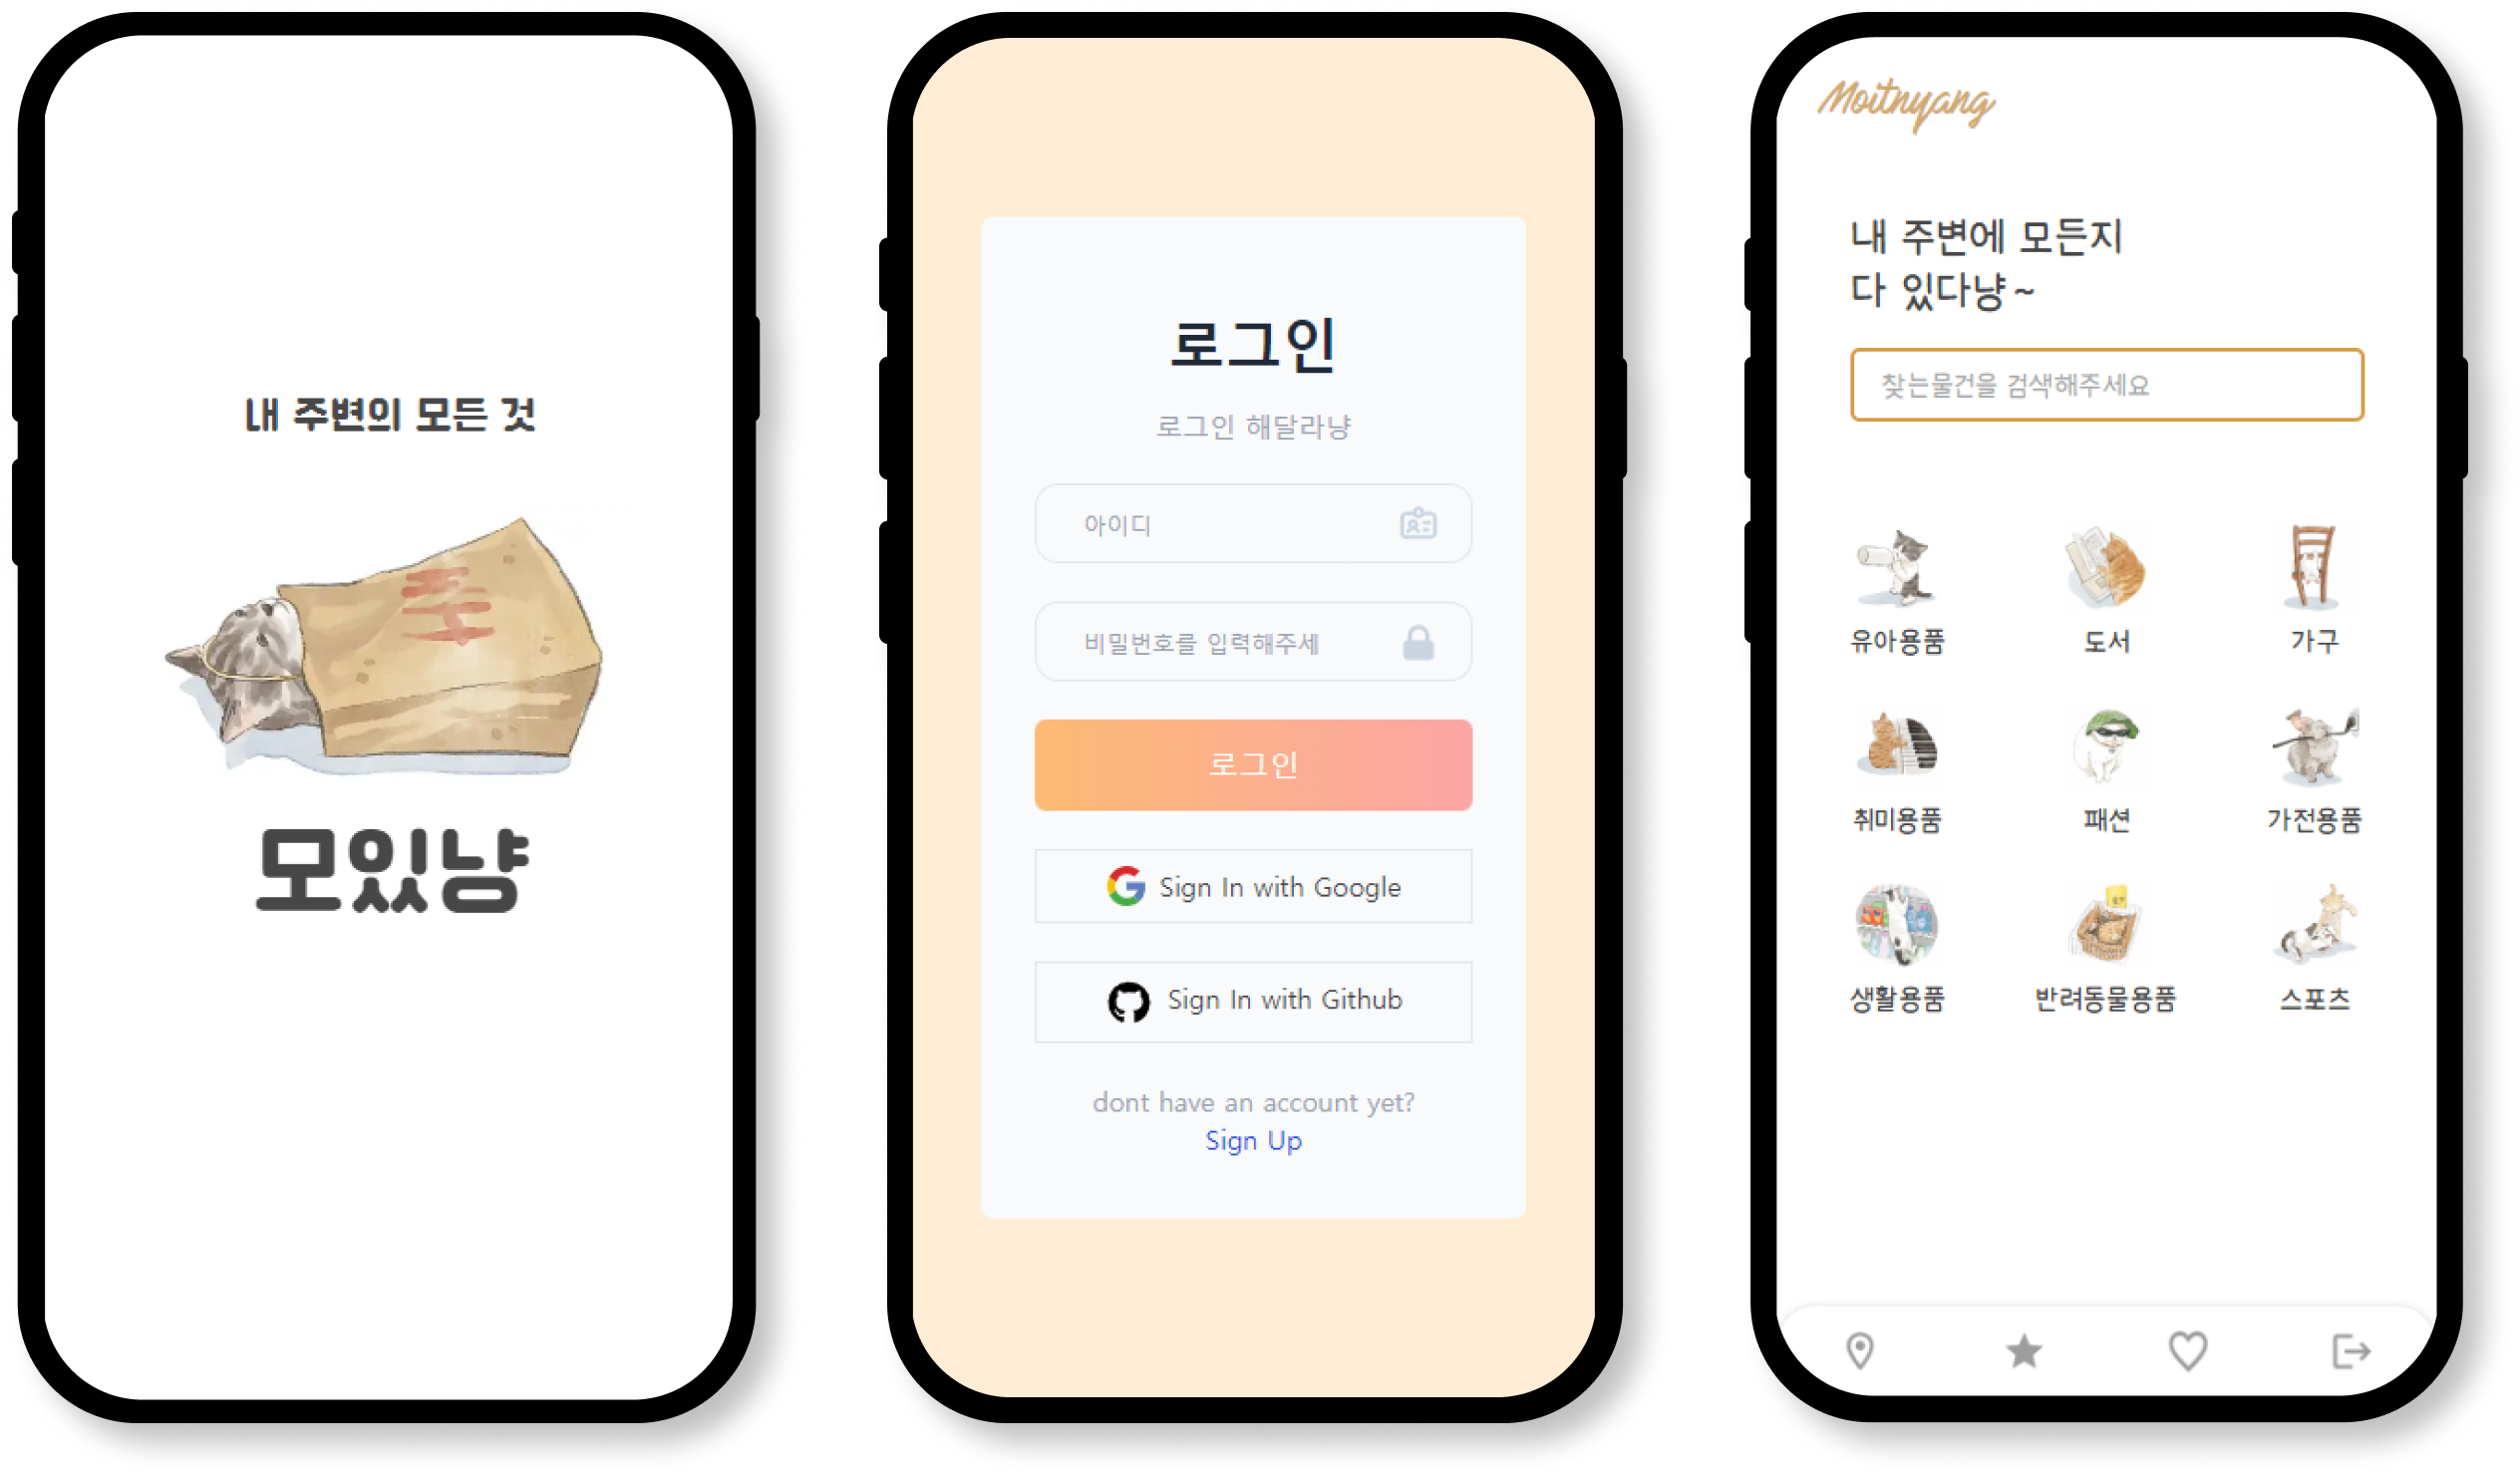 내 주변의 모든 것
모있냥
로그인
로그인 해달라냥
아이디
비밀번호를 입력해주세
로그인
Sign In with Google
Sign In with Github
dont have an account yet?
Sign Up
Moitnyang
내 주변에 모든지
다 있다냥~
찾는물건을 검색해주세요
유아용품 도서 가구
취미용품 패션 가전용품
생활용품 반려동물용품 스포츠